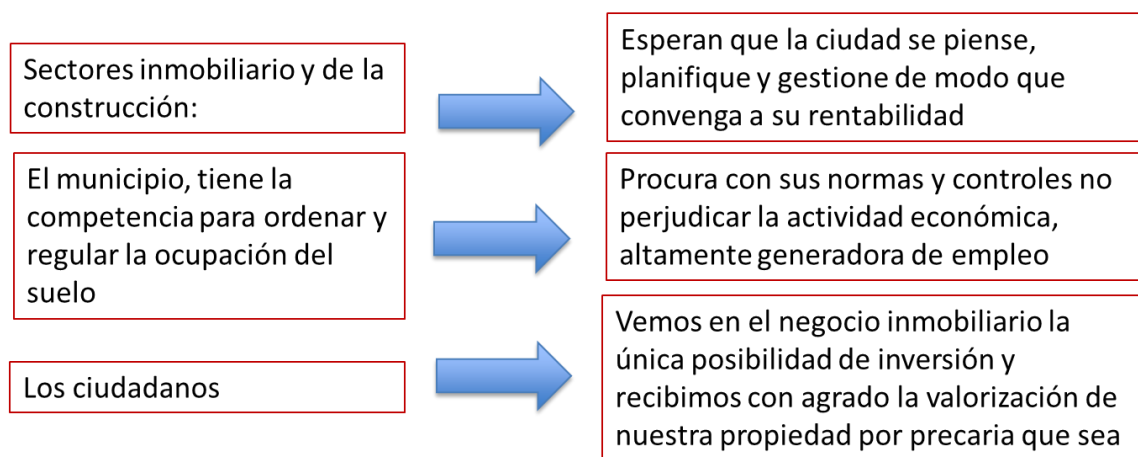 Sectores inmobiliario y de la
construcción:
Esperan que la ciudad se piense,
planifique y gestione de modo que
convenga a su rentabilidad
El municipio, tiene la
competencia para ordenar y
regular la ocupación del
suelo
Procura con sus normas y controles no
perjudicar la actividad económica,
altamente generadora de empleo
Los ciudadanos
Vemos en el negocio inmobiliario la
única posibilidad de inversión y
recibimos con agrado la valorización de
nuestra propiedad por precaria que sea